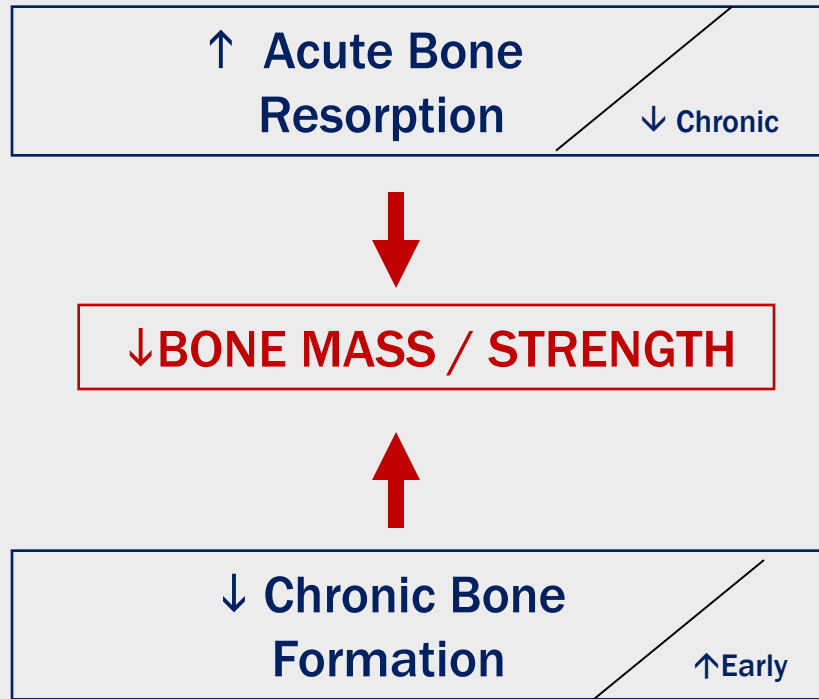 ↑ Acute Bone
Resorption
↓ Chronic
↓BONE MASS / STRENGTH
↓ Chronic Bone
Formation
↑Early